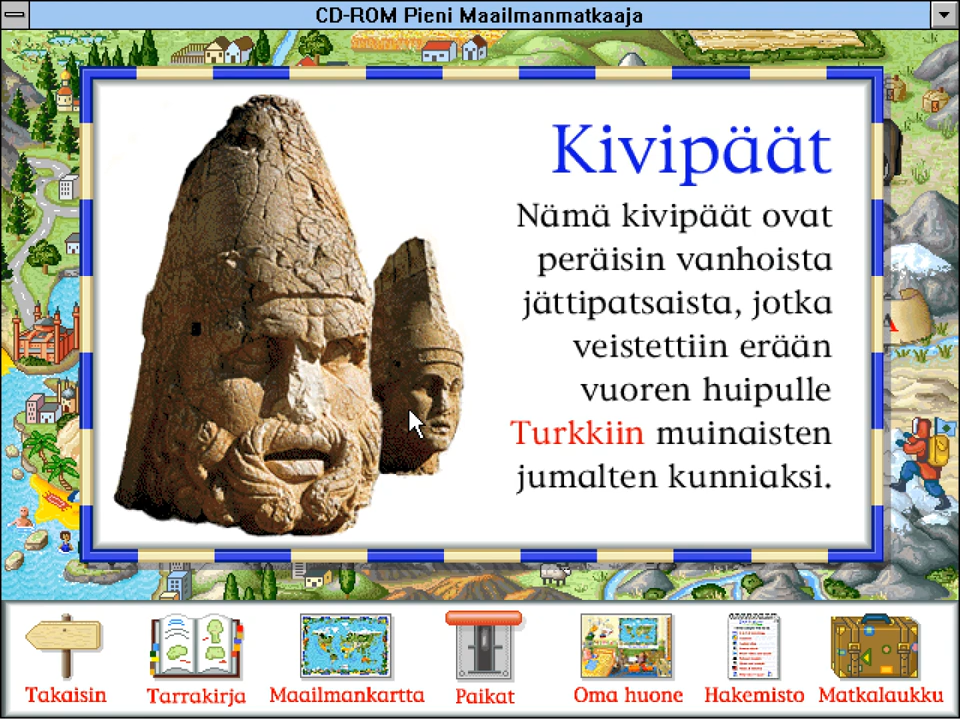 CD-ROM Pieni Maailmanmatkaaja
Kivipäät
Nämä kivipäät ovat
peräisin vanhoista
jättipatsaista, jotka
veistettiin erään
vuoren huipulle
Turkkiin muinaisten
jumalten kunniaksi.
Takaisin
Tarrakirja
Maailmankartta
Paikat
Oma huone
Hakemisto
Matkalaukku